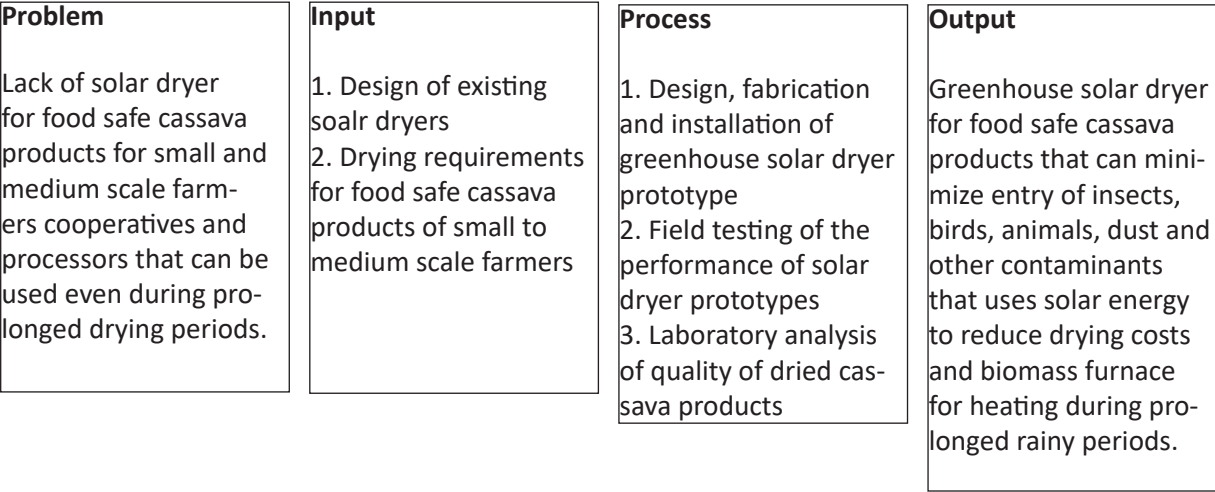 Problem
Lack of solar dryer
for food safe cassava
products for small and
medium scale farm-
ers cooperatives and
processors that can be
used even during pro-
longed drying periods.
Input
1. Design of existing
soalr dryers
2. Drying requirements
for food safe cassava
products of small to
medium scale farmers
Process
1. Design, fabrication
and installation of
greenhouse solar dryer
prototype
2. Field testing of the
performance of solar
dryer prototypes
3. Laboratory analysis
of quality of dried cas-
sava products
Output
Greenhouse solar dryer
for food safe cassava
products that can mini-
mize entry of insects,
birds, animals, dust and
other contaminants
that uses solar energy
to reduce drying costs
and biomass furnace
for heating during pro-
longed rainy periods.